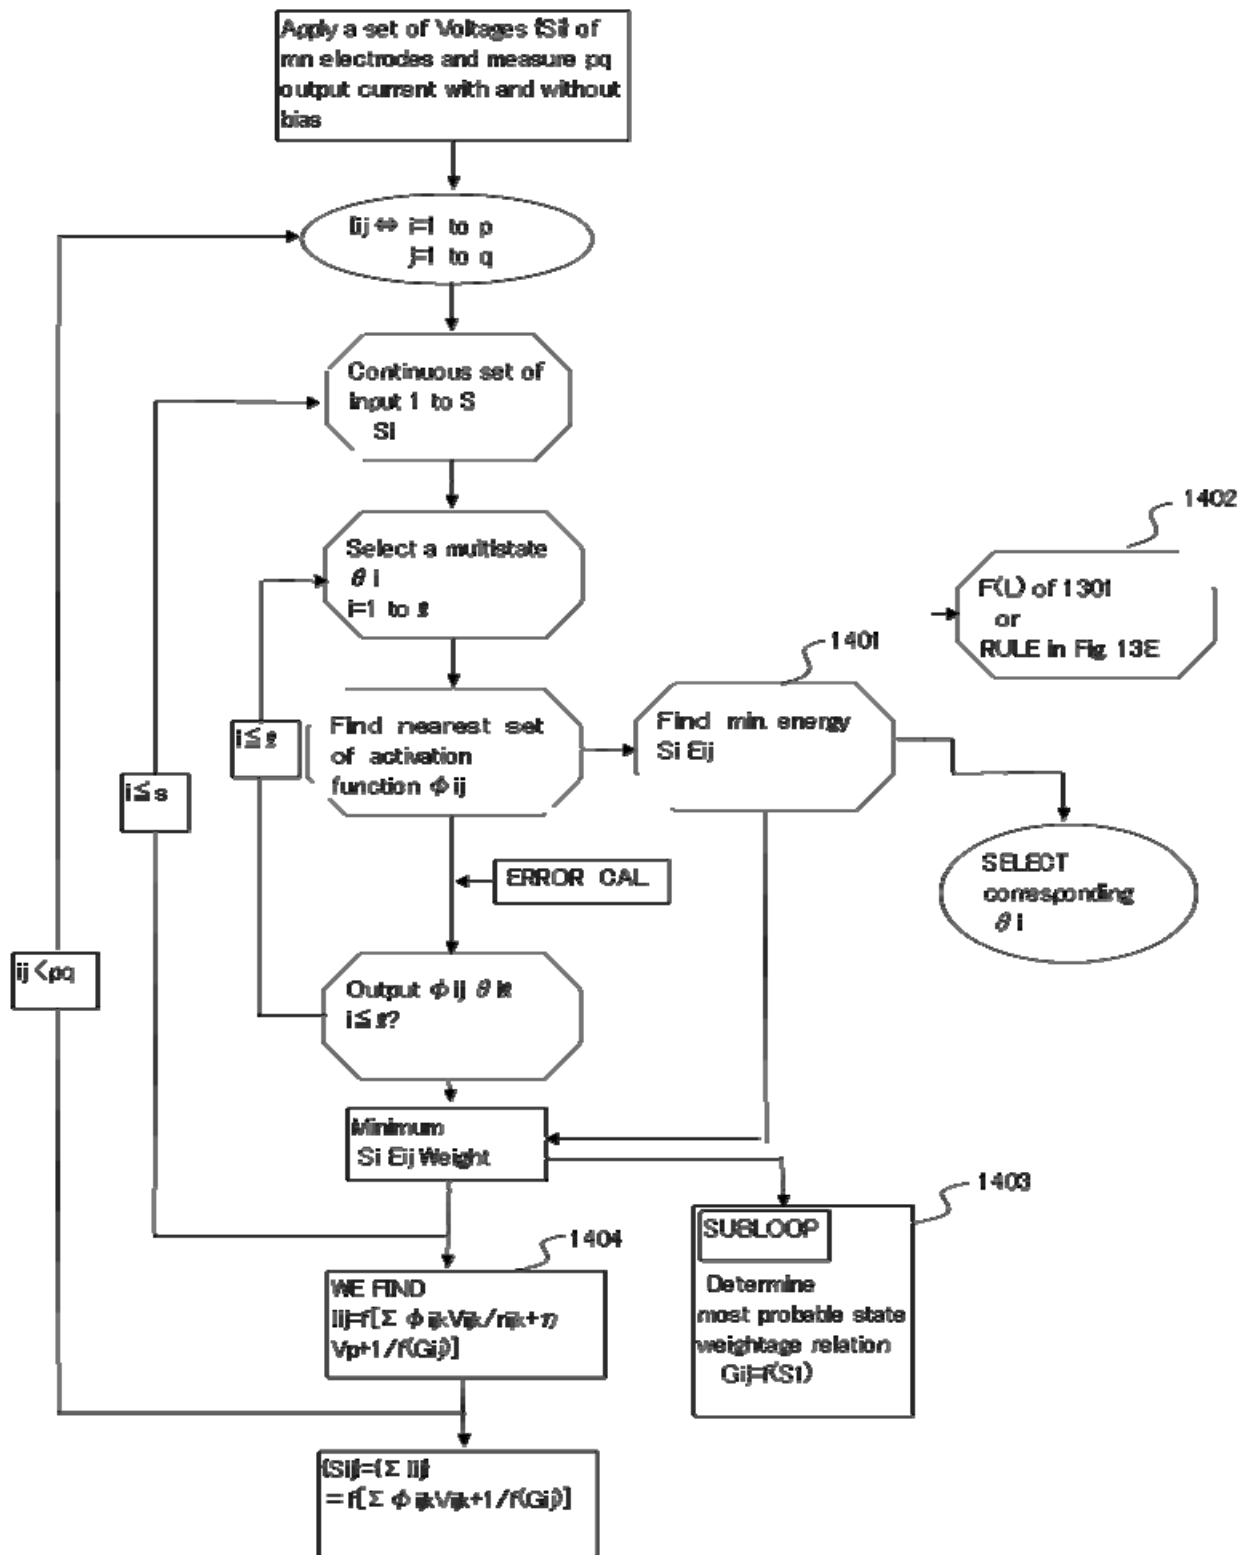 Apply a set of Voltages {Si} of
mn electrodes and measure pq
output current with and without
bias
Iij ⇔ i=1 to p
j=1 to q
Continuous set of
input 1 to S
Si
Select a multistate
θ i
i=1 to s
1402
F(L) of 1301
or
RULE in Fig. 13E
1401
Find nearest set
of activation
function φ ij
Find min. energy
Si Eij
i≦s
i≦s
ERROR CAL
SELECT
corresponding
θ i
ij<pq
Output φ ij θ is
i≦s?
Minimum
Si Eij Weight
1403
SUBLOOP
Determine
most probable state
weightage relation
Gij=f(S1)
1404
WE FIND
Iij=f[Σ φ ijkVijk/rijk+η
Vp+1/f(Gij)]
{Sij}={Σ Iij}
=f[Σ φ ijkVijk+1/f(Gij)]